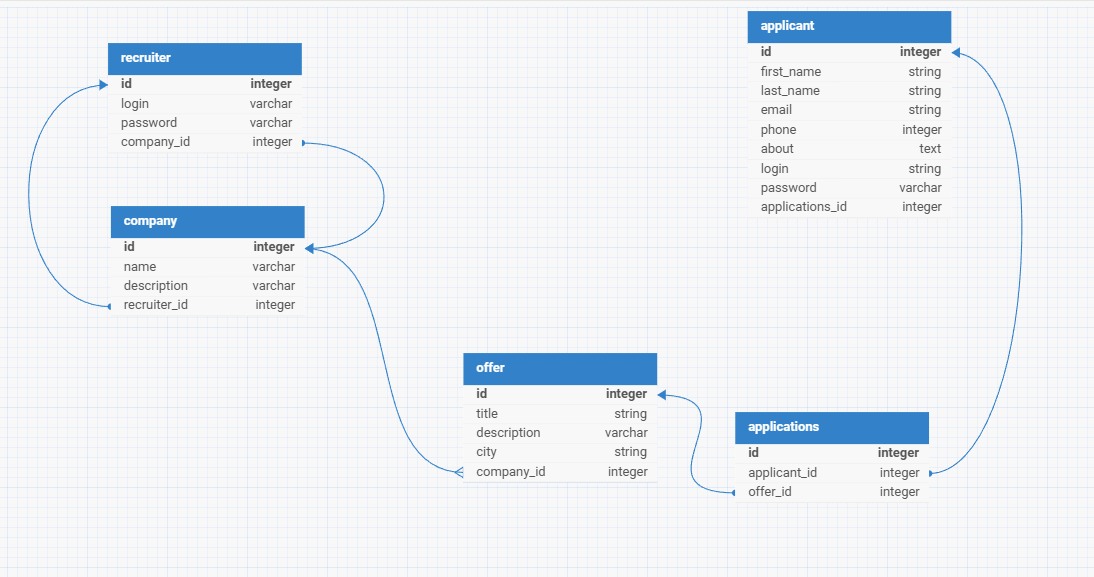 recruiter
id integer
login varchar
password varchar
company_id integer
company
id integer
name varchar
description varchar
recruiter_id integer
offer
id integer
title string
description varchar
city string
company_id integer
applicant
id integer
first_name string
last_name string
email string
phone integer
about text
login string
password varchar
applications_id integer
applications
id integer
applicant_id integer
offer_id integer